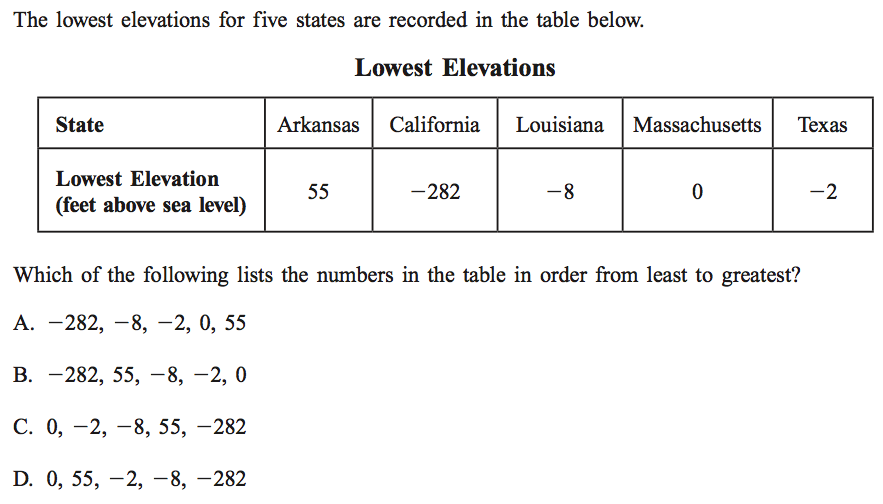 The lowest elevations for five states are recorded in the table below.
Lowest Elevations
State Arkansas California Louisiana Massachusetts Texas
Lowest Elevation
(feet above sea level) 55 −282 −8 0 −2
Which of the following lists the numbers in the table in order from least to greatest?
A. −282, −8, −2, 0, 55
B. −282, 55, −8, −2, 0
C. 0, −2, −8, 55, −282
D. 0, 55, −2, −8, −282